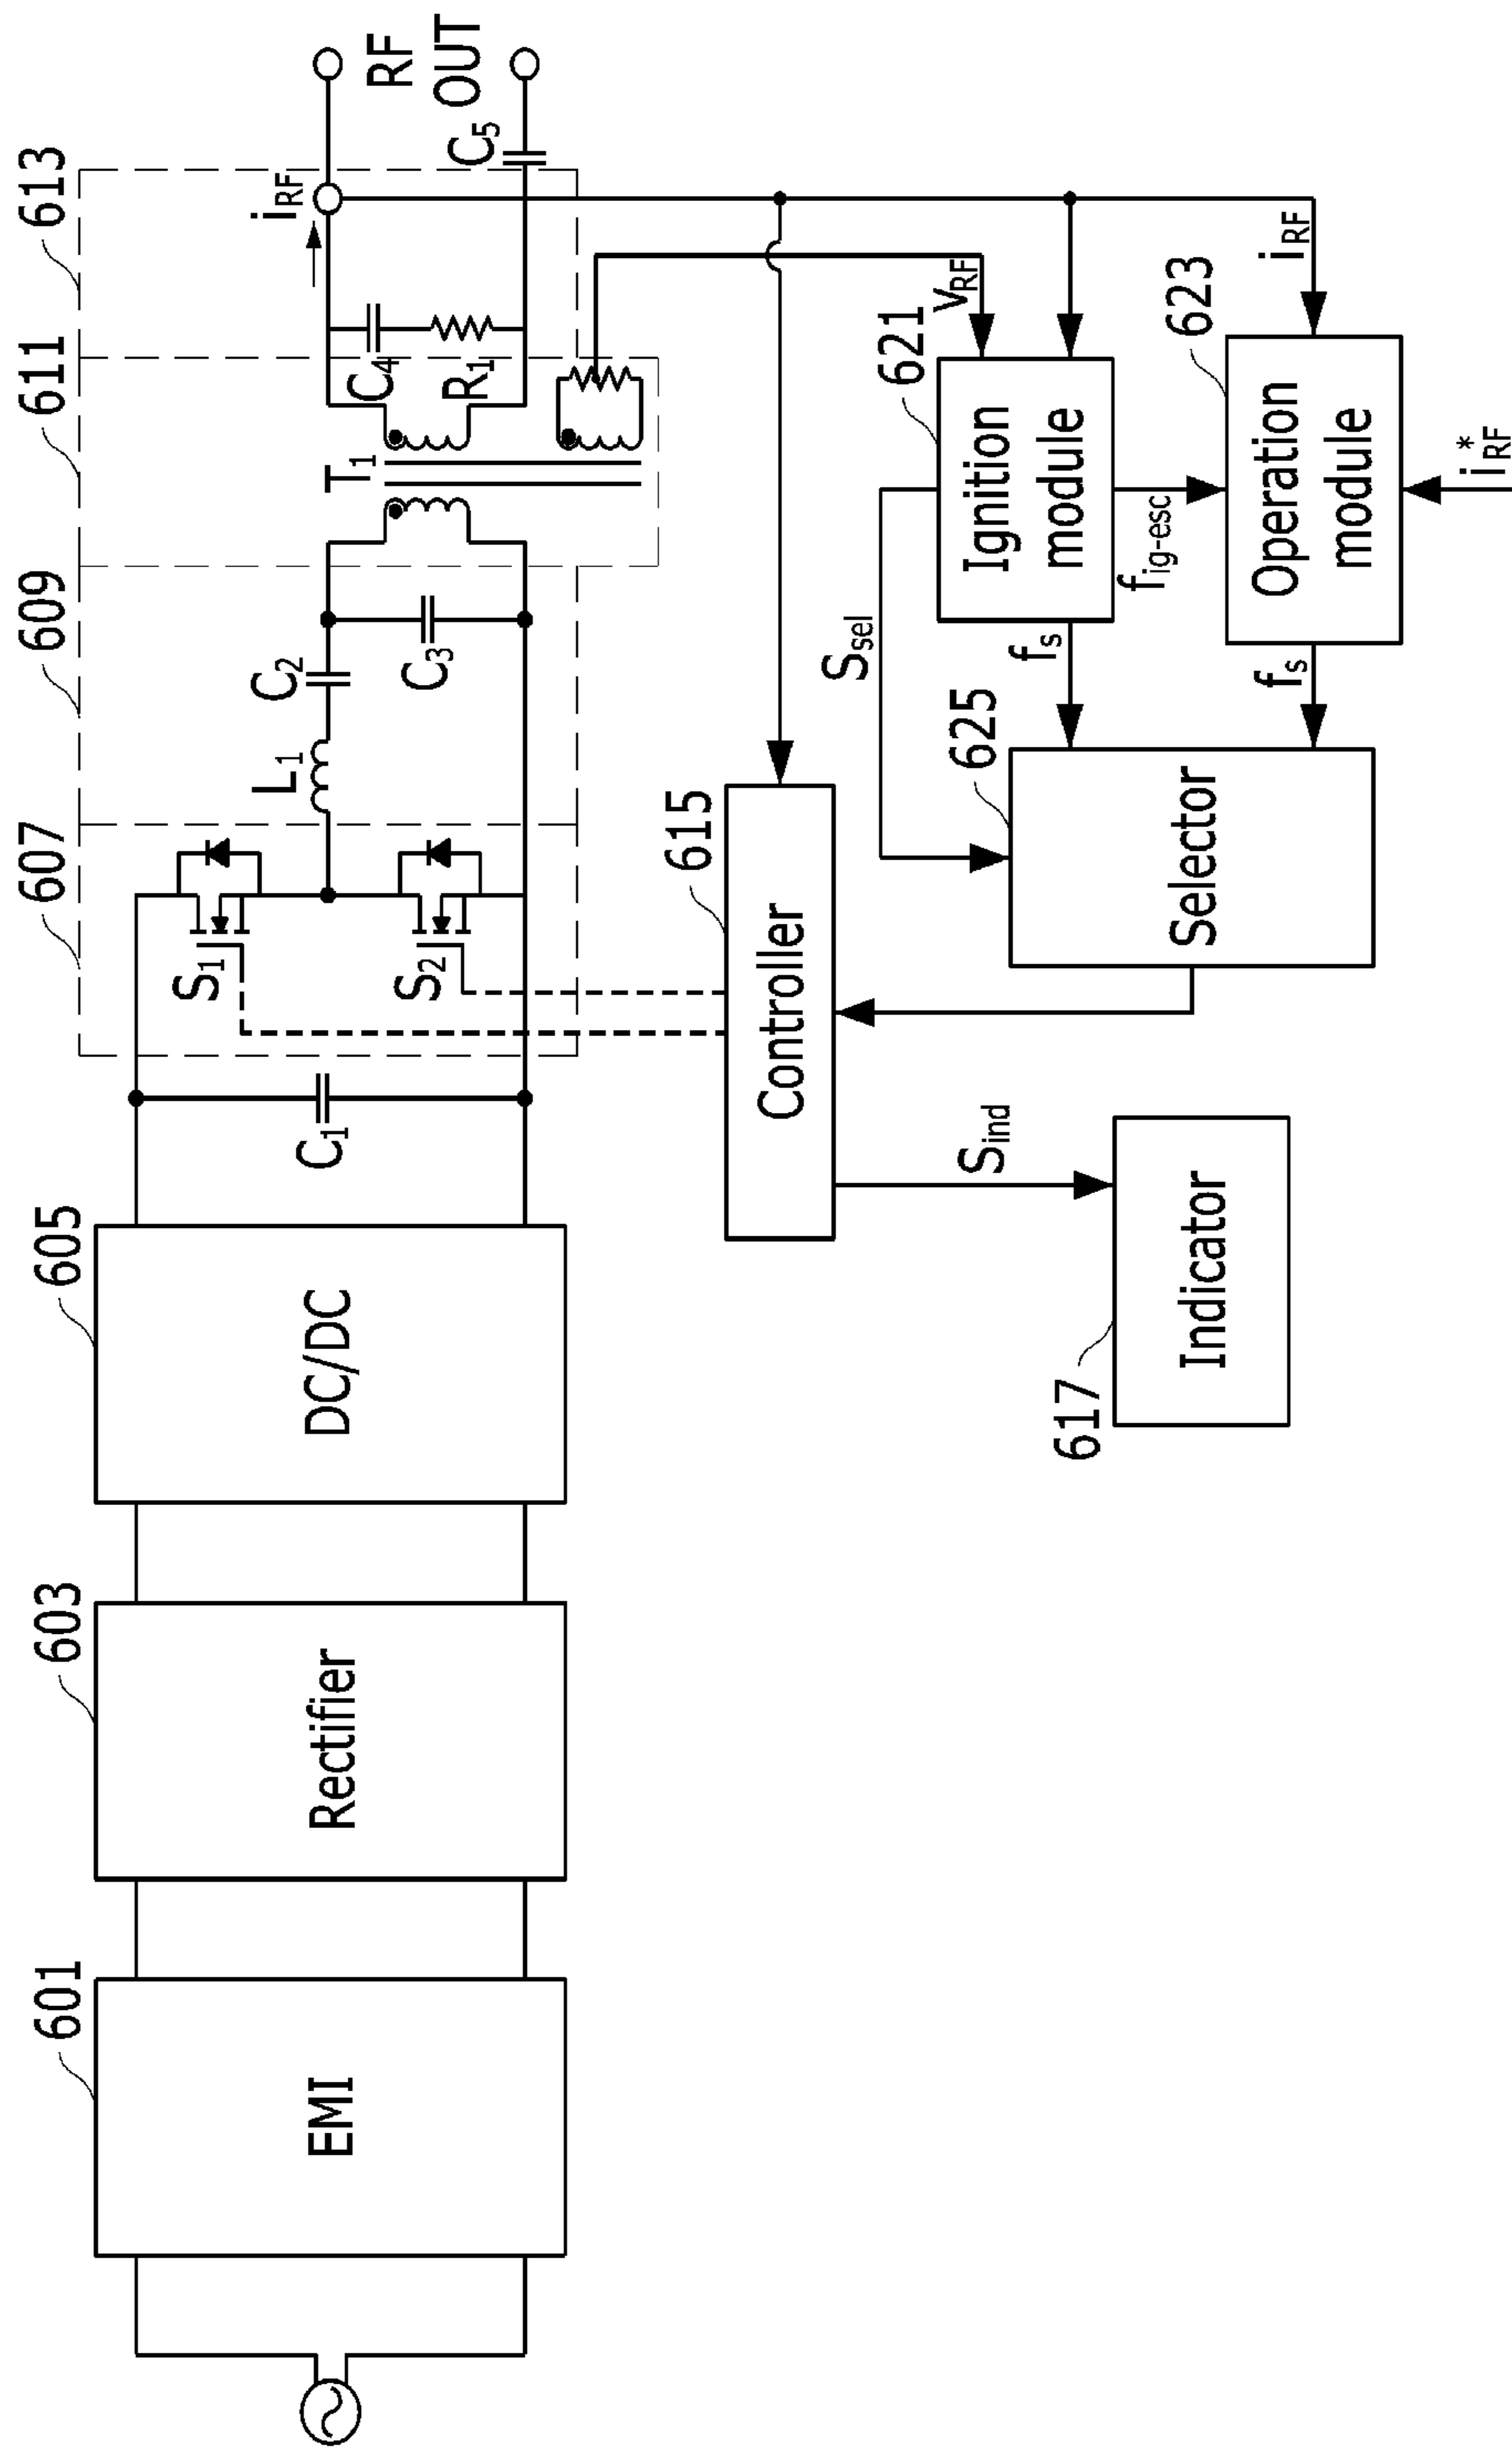 601
603
605
607
609
611
613
EMI
Rectifier
DC/DC
C1
S1
S2
L1
C2
C3
T1
C4
R1
iRF
C5
RF
OUT
615
Controller
Sind
617
Indicator
Ssel
625
Selector
fs
fs
621
Ignition
module
vRF
fig-esc
623
Operation
module
iRF
i*RF